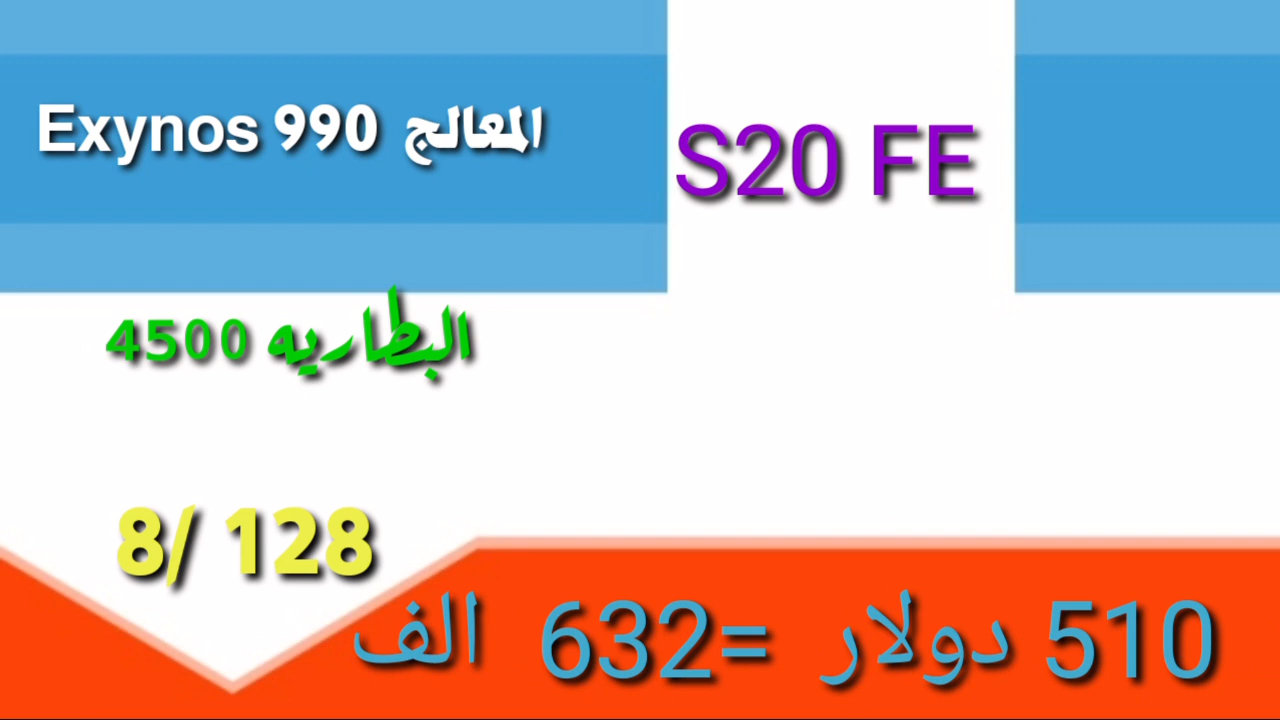 المعالج Exynos 990
S20 FE
البطاريه 4500
8/ 128
510 دولار =632 الف